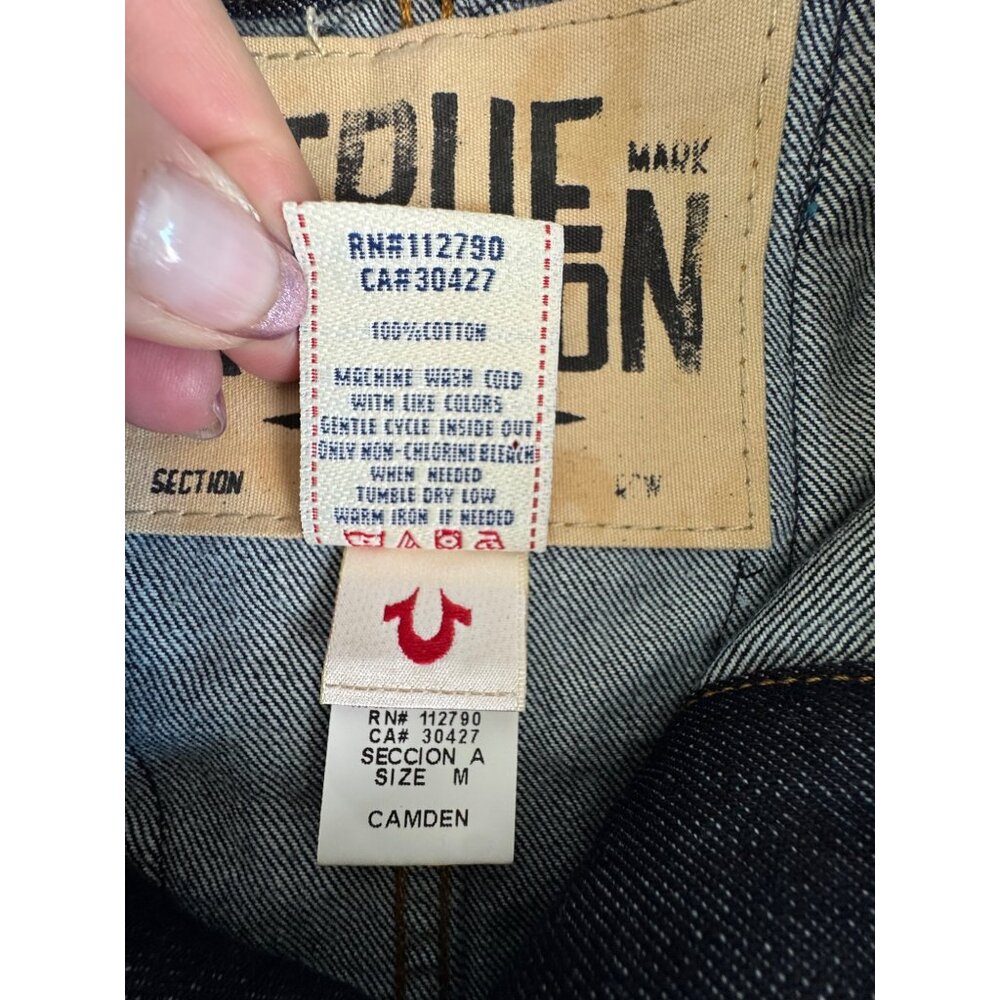 TRUE
MARK
SECTION
RN#112790
CA#30427
100%COTTON
MACHINE WASH COLD
WITH LIKE COLORS
GENTLE CYCLE INSIDE OUT
ONLY NON-CHLORINE BLEACH
WHEN NEEDED
TUMBLE DRY LOW
WARM IRON IF NEEDED
RN# 112790
CA# 30427
SECCION A
SIZE M
CAMDEN